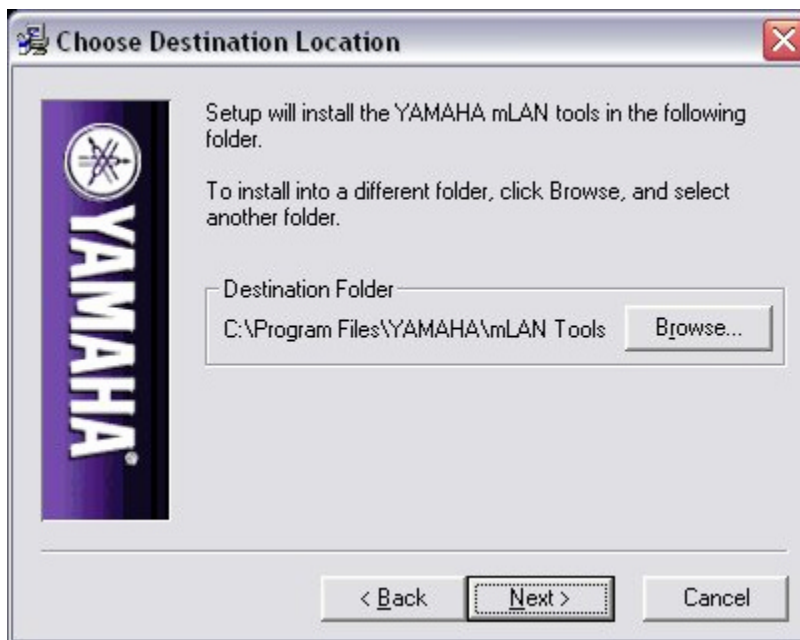 Choose Destination Location
YAMAHA
Setup will install the YAMAHA mLAN tools in the following
folder.
To install into a different folder, click Browse, and select
another folder.
Destination Folder
C:\Program Files\YAMAHA\mLAN Tools
Browse...
< Back
Next >
Cancel